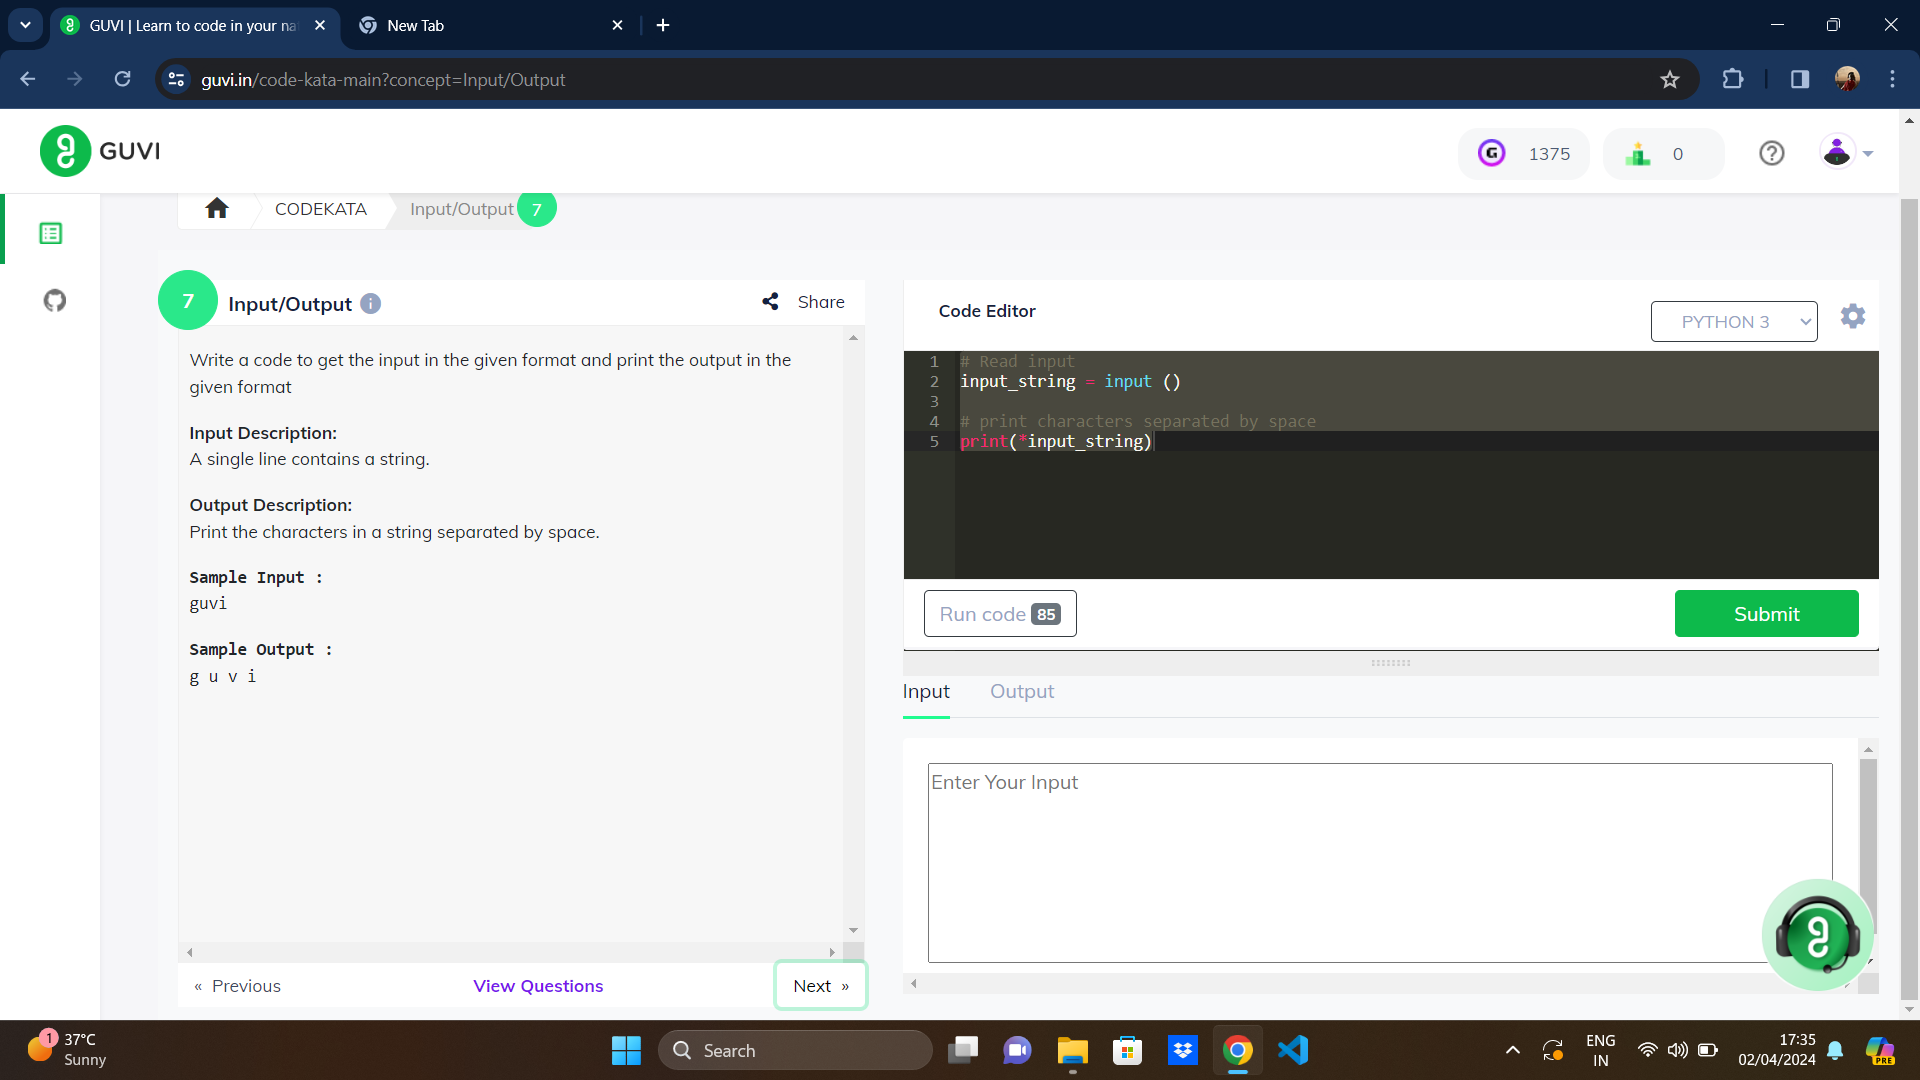 GUVI | Learn to code in your na
New Tab
guvi.in/code-kata-main?concept=Input/Output
GUVI
1375
0
CODEKATA
Input/Output 7
7
Input/Output
Share
Write a code to get the input in the given format and print the output in the
given format
Input Description:
A single line contains a string.
Output Description:
Print the characters in a string separated by space.
Sample Input :
guvi
Sample Output :
g u v i
« Previous
View Questions
Next »
Code Editor
PYTHON 3
1 # Read input
2 input_string = input ()
3
4 # print characters separated by space
5 print(*input_string)
Run code 85
Submit
Input
Output
Enter Your Input
1
37°C
Sunny
Search
ENG
IN
17:35
02/04/2024
PRE